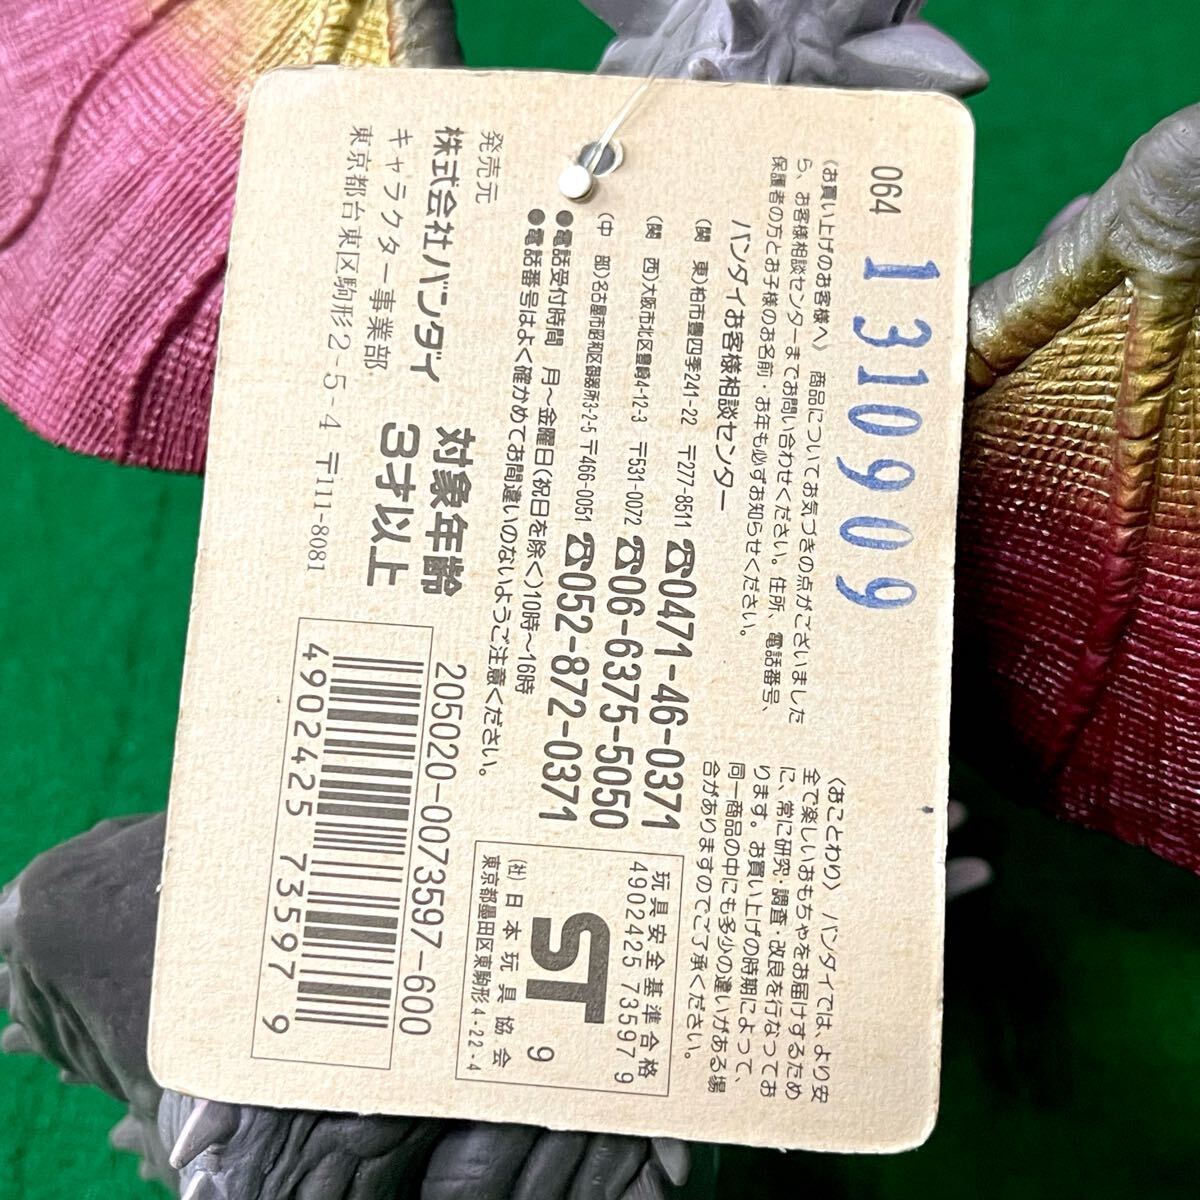 064
1310909
〈お買い上げのお客様へ〉 商品についてお気づきの点がございました
ら、お客様相談センターまでお問い合わせください。住所、電話番号、
保護者の方とお子様のお名前・お年も必ずお知らせください。
バンダイお客様相談センター
(関 東)柏市豊四季241-22 〒277-8511 ☎0471-46-0371
(関 西)大阪市北区豊崎4-12-3 〒531-0072 ☎06-6375-5050
(中 部)名古屋市昭和区御器所3-2-5 〒466-0051 ☎052-872-0371
●電話受付時間 月〜金曜日(祝日を除く)10時〜16時
●電話番号はよく確かめてお間違いのないようご注意ください。
〈おことわり〉 バンダイでは、より安
全で楽しいおもちゃをお届けするため
に、常に研究・調査・改良を行なってお
ります。お買い上げの時期によって、
同一商品の中にも多少の違いがある場
合がありますのでご了承ください。
発売元
株式会社バンダイ
キャラクター事業部
東京都台東区駒形2-5-4 〒111-8081
対象年齢
3才以上
玩具安全基準合格
4902425 73597 9
ST 9
9
(社)日本玩具協会
東京都墨田区東駒形4-22-4
205020-0073597-600
4902425 73597 9